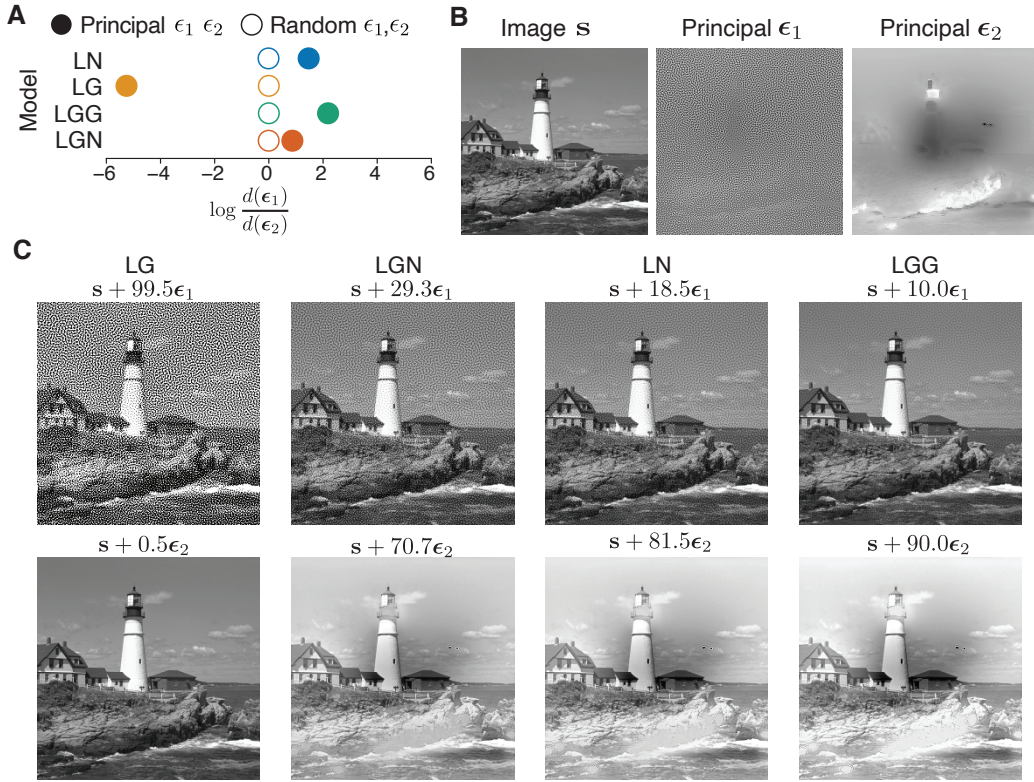 A
Principal ϵ₁ ϵ₂ Random ϵ₁,ϵ₂
Model
LN
LG
LGG
LGN
−6 −4 −2 0 2 4 6
log d(ϵ₁)/d(ϵ₂)
B
Image s Principal ϵ₁ Principal ϵ₂
C
LG LGN LN LGG
s + 99.5ϵ₁ s + 29.3ϵ₁ s + 18.5ϵ₁ s + 10.0ϵ₁
s + 0.5ϵ₂ s + 70.7ϵ₂ s + 81.5ϵ₂ s + 90.0ϵ₂